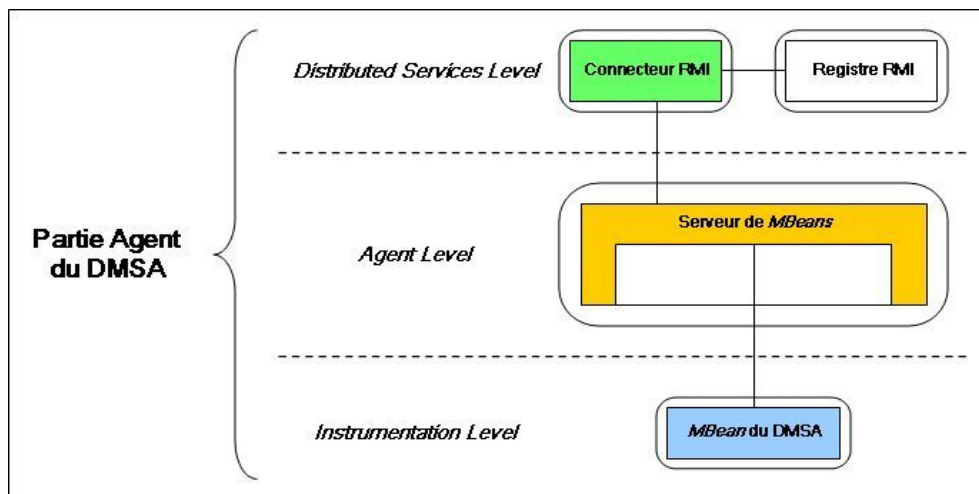 Distributed Services Level
Connecteur RMI
Registre RMI
Partie Agent
du DMSA
Agent Level
Serveur de MBeans
Instrumentation Level
MBean du DMSA